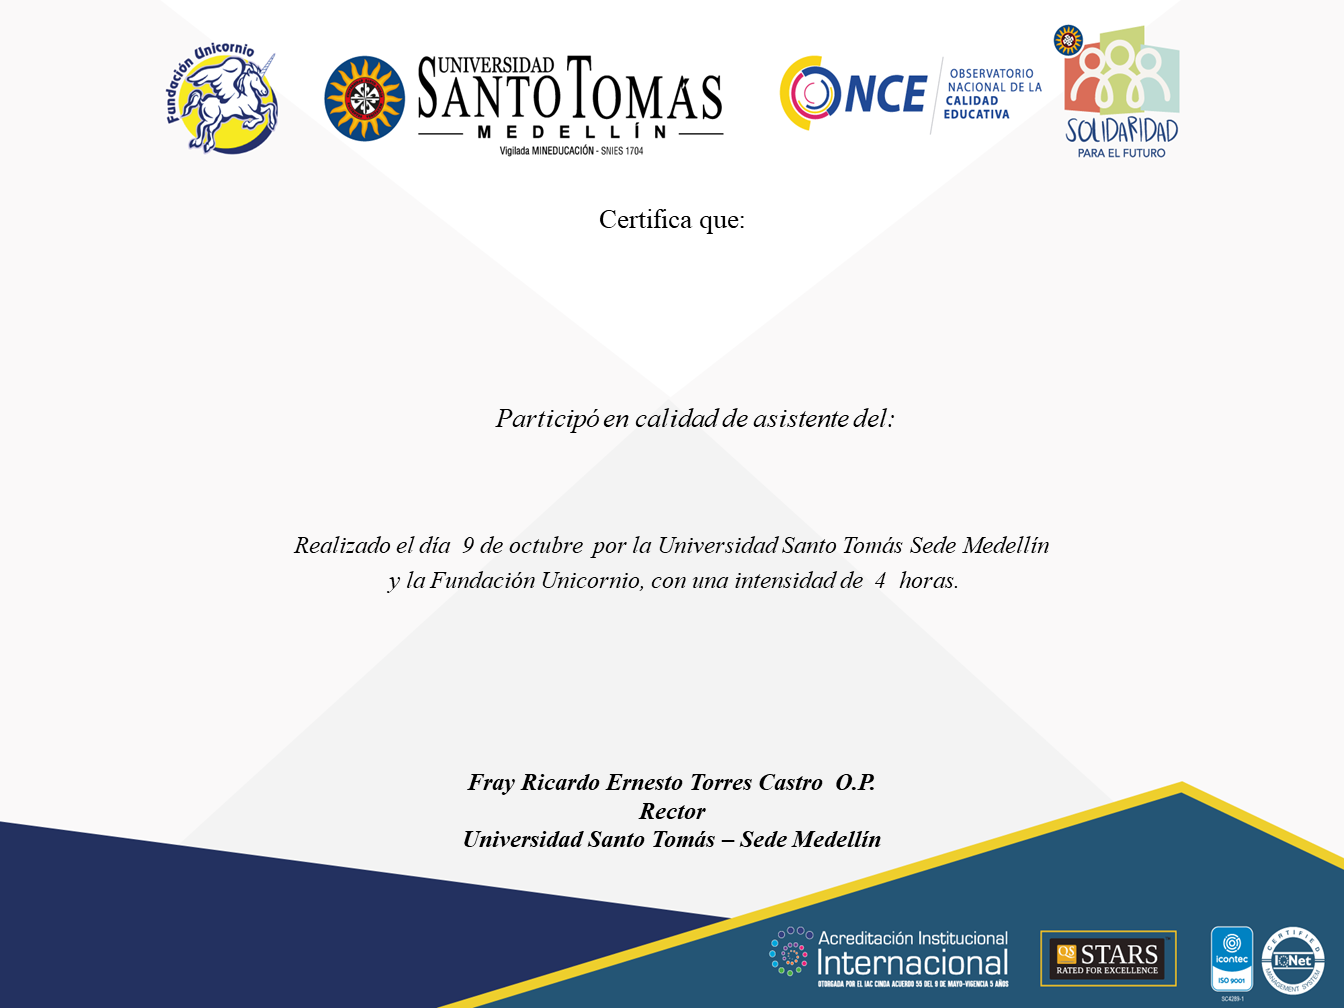 Fundación Unicornio
UNIVERSIDAD
SANTO TOMÁS
MEDELLÍN
Vigilada MINEDUCACIÓN - SNIES 1704
ONCE
OBSERVATORIO
NACIONAL DE LA
CALIDAD
EDUCATIVA
SOLIDARIDAD
PARA EL FUTURO
Certifica que:
Participó en calidad de asistente del:
Realizado el día 9 de octubre por la Universidad Santo Tomás Sede Medellín
y la Fundación Unicornio, con una intensidad de 4 horas.
Fray Ricardo Ernesto Torres Castro O.P.
Rector
Universidad Santo Tomás – Sede Medellín
Acreditación Institucional
Internacional
OTORGADA POR EL IAC CINDA ACUERDO 55 DEL 9 DE MAYO-VIGENCIA 5 AÑOS
QS STARS
RATED FOR EXCELLENCE
icontec
ISO 9001
CERTIFIED
IQNet
MANAGEMENT SYSTEM
SC4289-1